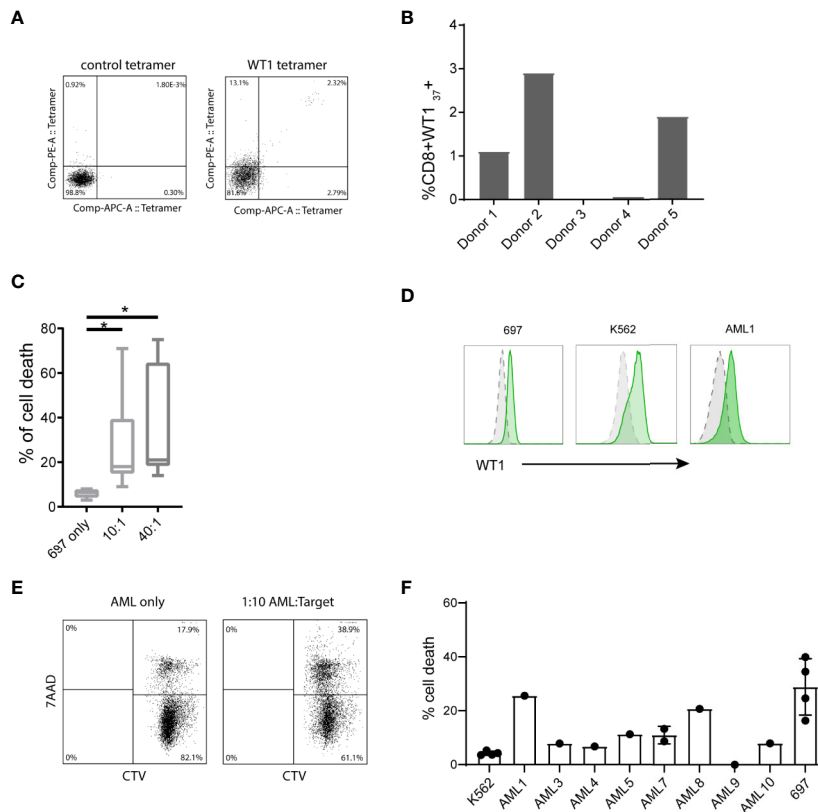 A
control tetramer
WT1 tetramer
0.92%
1.80E-3%
98.8%
0.30%
Comp-PE-A :: Tetramer
Comp-APC-A :: Tetramer
13.1%
2.32%
81.8%
2.79%
Comp-PE-A :: Tetramer
Comp-APC-A :: Tetramer
B
%CD8+WT1 37+
4
3
2
1
0
Donor 1
Donor 2
Donor 3
Donor 4
Donor 5
C
% of cell death
80
60
40
20
0
*
*
697 only
10:1
40:1
D
697
K562
AML1
WT1
E
AML only
1:10 AML:Target
0%
17.9%
0%
82.1%
7AAD
CTV
0%
38.9%
0%
61.1%
CTV
F
% cell death
60
40
20
0
K562
AML1
AML3
AML4
AML5
AML7
AML8
AML9
AML 10
697